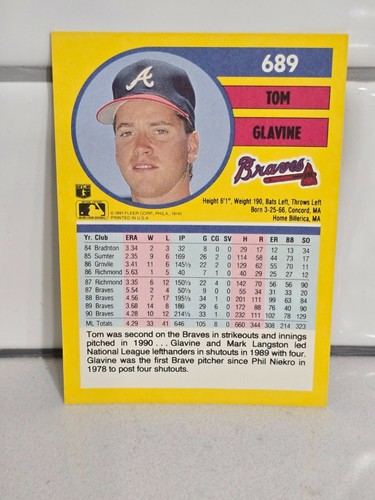 689
TOM
GLAVINE
A
Braves
© 1991 FLEER CORP., PHILA., 19141
PRINTED IN U.S.A.
Height 6'1", Weight 190, Bats Left, Throws Left
Born 3-25-66, Concord, MA
Home Billerica, MA
Yr. Club ERA W L IP G CG SV H R ER BB SO
84 Bradnton 3.34 2 3 32 8 7 0 0 29 17 12 13 34
85 Sumter 2.35 9 6 169 26 2 0 114 58 44 73 17
86 Grnville 3.41 11 6 145⅓ 22 2 0 129 62 55 70 11
86 Richmond 5.63 1 5 40 7 1 0 40 29 25 27 12
87 Richmond 3.35 6 12 150⅓ 22 4 0 142 70 56 56 90
87 Braves 5.54 2 4 50⅓ 9 0 0 55 34 31 33 20
88 Braves 4.56 7 17 195⅓ 34 1 0 201 111 99 63 84
89 Braves 3.68 14 8 186 29 6 0 172 88 76 40 90
90 Braves 4.28 10 12 214⅓ 33 1 0 232 111 102 78 129
ML Totals 4.29 33 41 646 105 8 0 660 344 308 214 323
Tom was second on the Braves in strikeouts and innings
pitched in 1990 . . . Glavine and Mark Langston led
National League lefthanders in shutouts in 1989 with four.
Glavine was the first Brave pitcher since Phil Niekro in
1978 to post four shutouts.